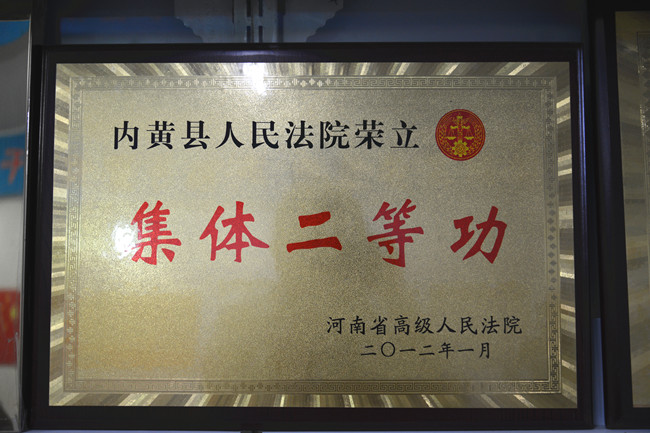 内黄县人民法院荣立
集体二等功
河南省高级人民法院
二〇一二年一月